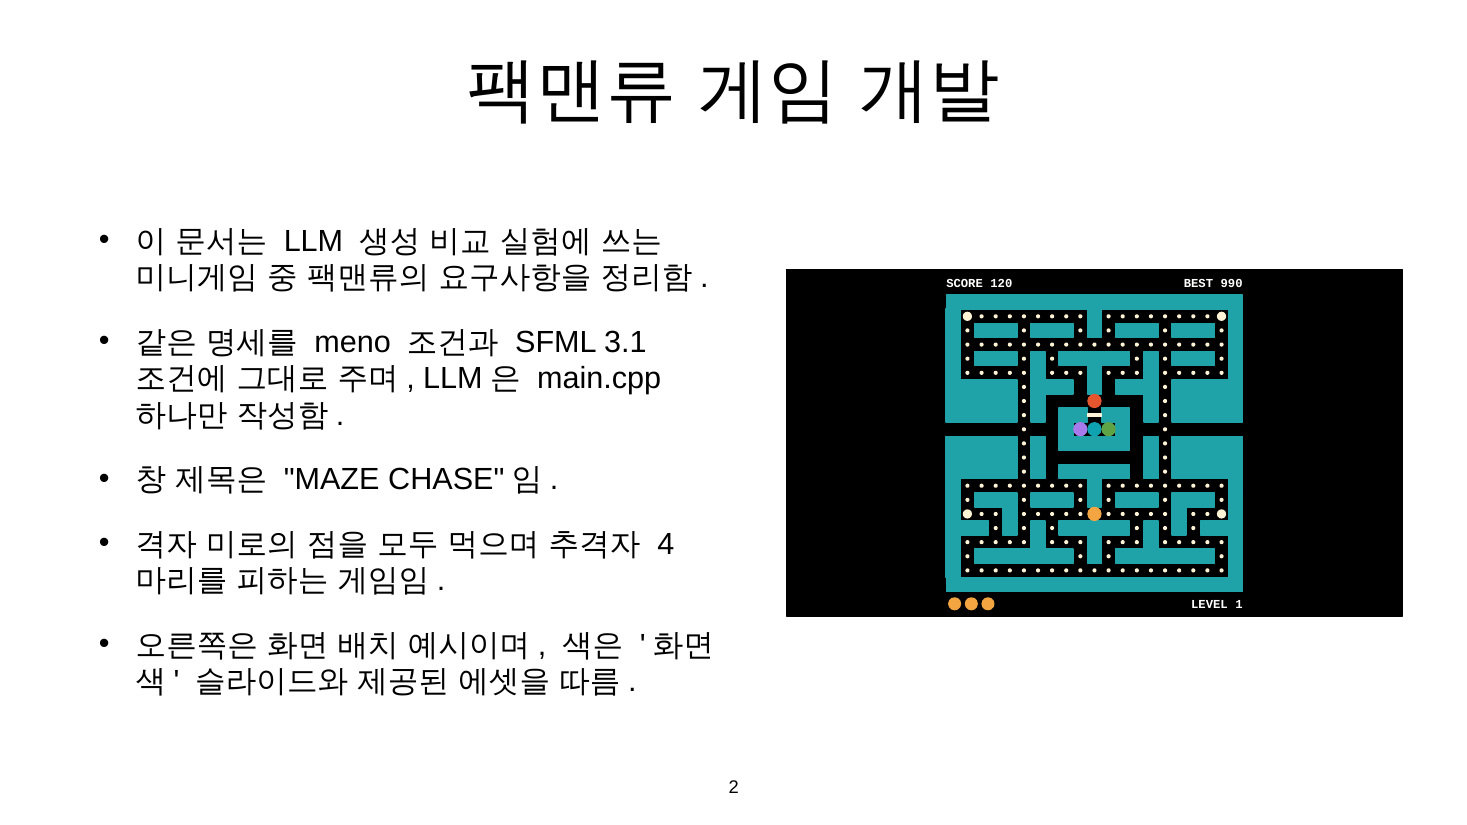 팩맨류 게임 개발
• 이 문서는 LLM 생성 비교 실험에 쓰는
미니게임 중 팩맨류의 요구사항을 정리함 .
• 같은 명세를 meno 조건과 SFML 3.1
조건에 그대로 주며 , LLM 은 main.cpp
하나만 작성함 .
• 창 제목은 "MAZE CHASE" 임 .
• 격자 미로의 점을 모두 먹으며 추격자 4
마리를 피하는 게임임 .
• 오른쪽은 화면 배치 예시이며 , 색은 ' 화면
색 ' 슬라이드와 제공된 에셋을 따름 .
SCORE 120 BEST 990
LEVEL 1
2